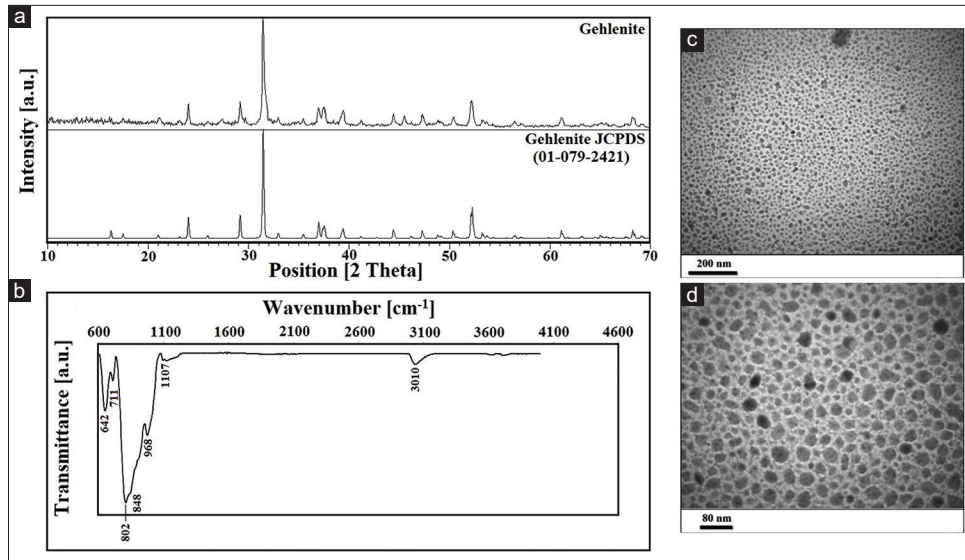 a
Gehlenite
Gehlenite JCPDS
(01-079-2421)
Intensity [a.u.]
10 20 30 40 50 60 70
Position [2 Theta]
b
Wavenumber [cm-1]
600 1100 1600 2100 2600 3100 3600 4100 4600
Transmittance [a.u.]
642
711
802
848
968
1107
3010
c
200 nm
d
80 nm